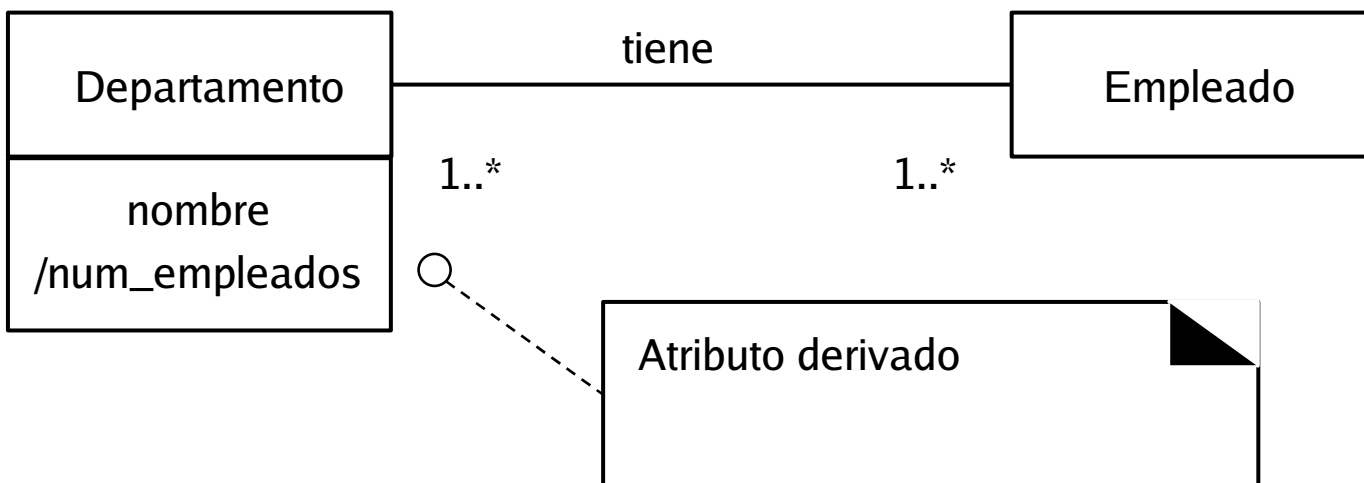 tiene
Departamento
Empleado
1..*
1..*
nombre
/num_empleados
Atributo derivado